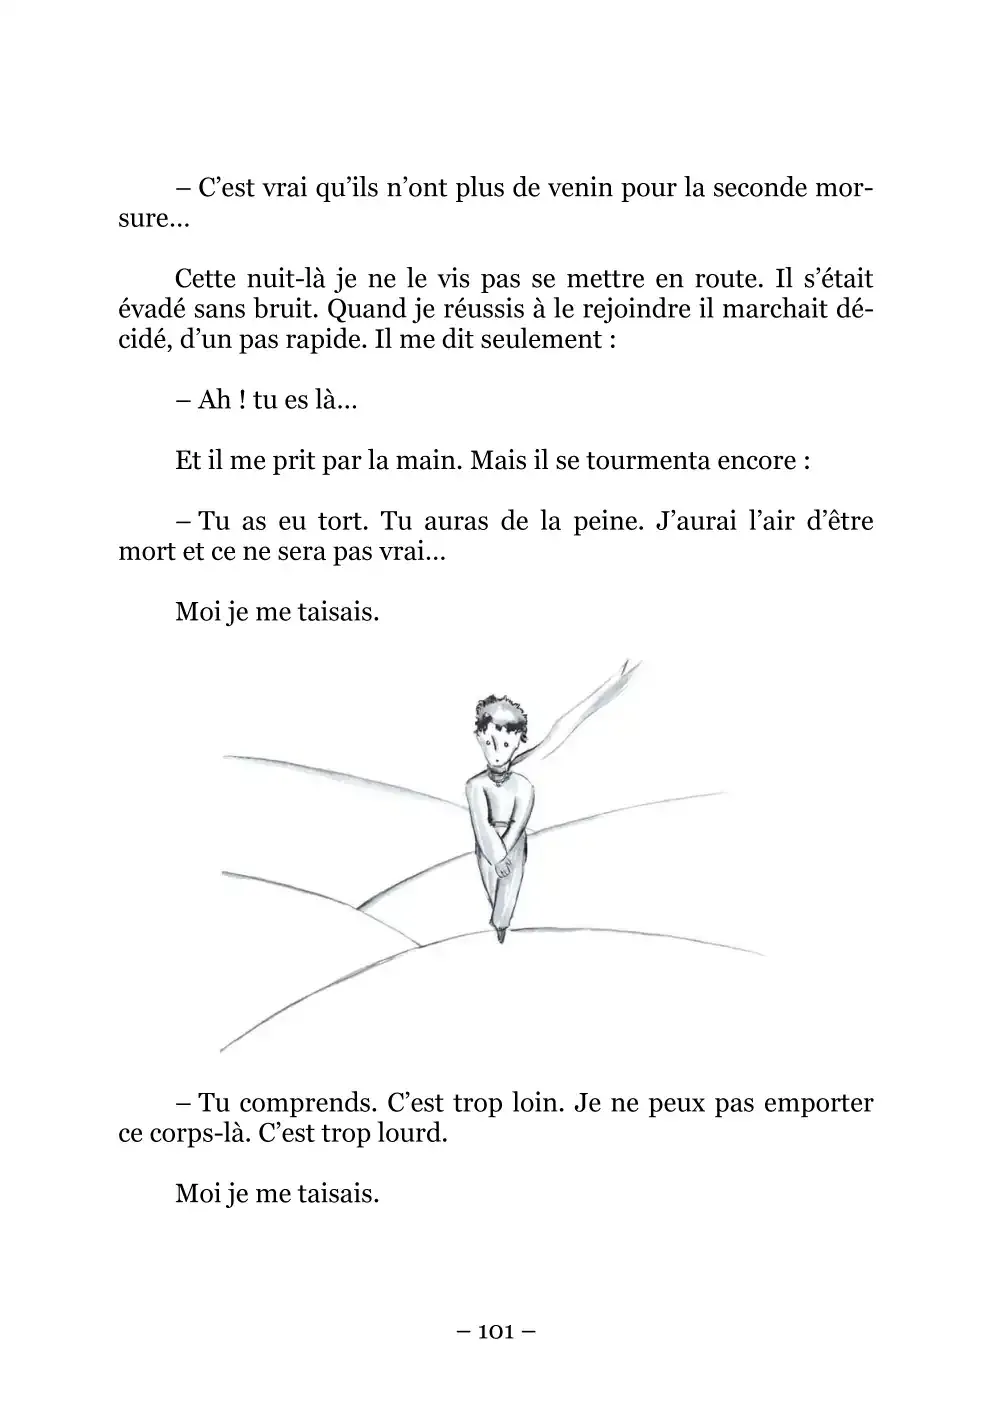 – C’est vrai qu’ils n’ont plus de venin pour la seconde mor-
sure…
Cette nuit-là je ne le vis pas se mettre en route. Il s’était
évadé sans bruit. Quand je réussis à le rejoindre il marchait dé-
cidé, d’un pas rapide. Il me dit seulement :
– Ah ! tu es là…
Et il me prit par la main. Mais il se tourmenta encore :
– Tu as eu tort. Tu auras de la peine. J’aurai l’air d’être
mort et ce ne sera pas vrai…
Moi je me taisais.
– Tu comprends. C’est trop loin. Je ne peux pas emporter
ce corps-là. C’est trop lourd.
Moi je me taisais.
– 101 –